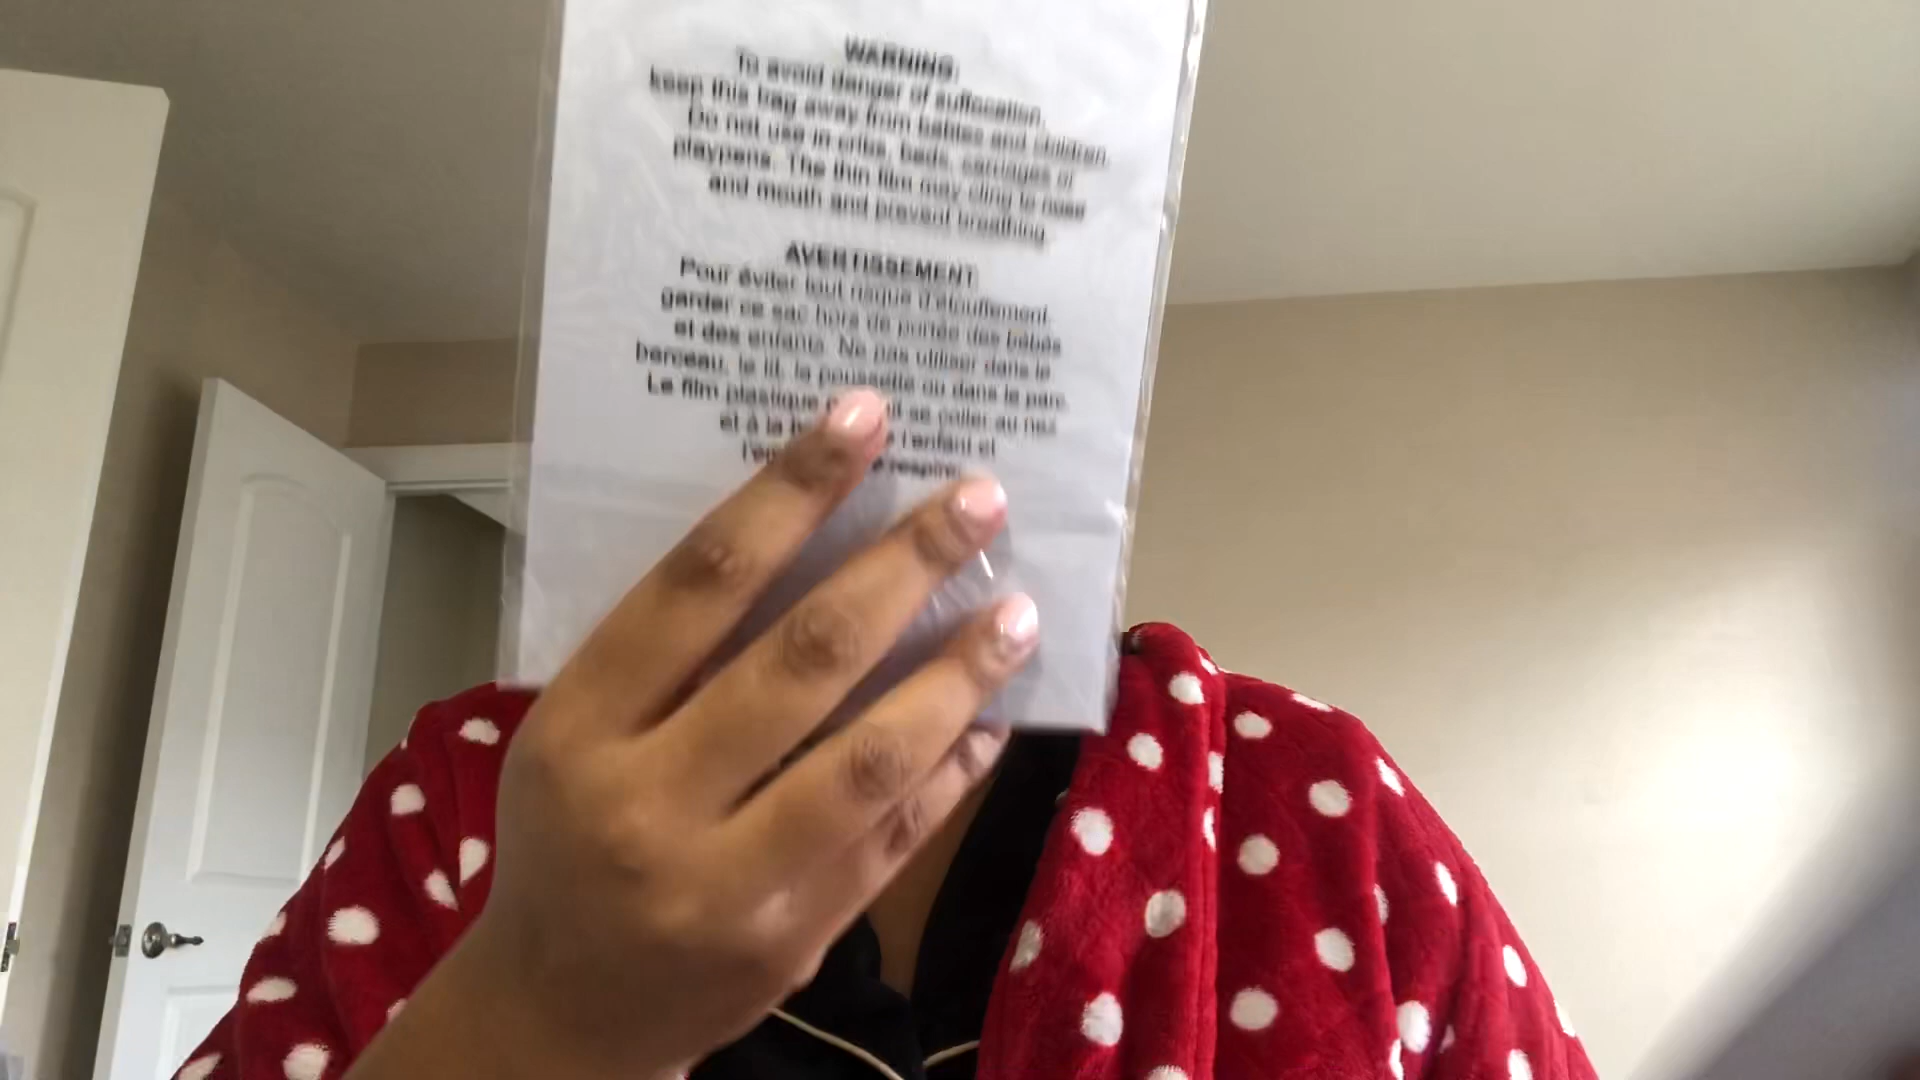 WARNING:
To avoid danger of suffocation,
keep this bag away from babies and children.
Do not use in cribs, beds, carriages or
playpens. The thin film may cling to nose
and mouth and prevent breathing.
AVERTISSEMENT:
Pour éviter tout risque d'étouffement,
garder ce sac hors de portée des bébés
et des enfants. Ne pas utiliser dans le
berceau, le lit, la poussette ou dans le parc.
Le film plastique se coller au nez
et à la l'enfant et
respirer